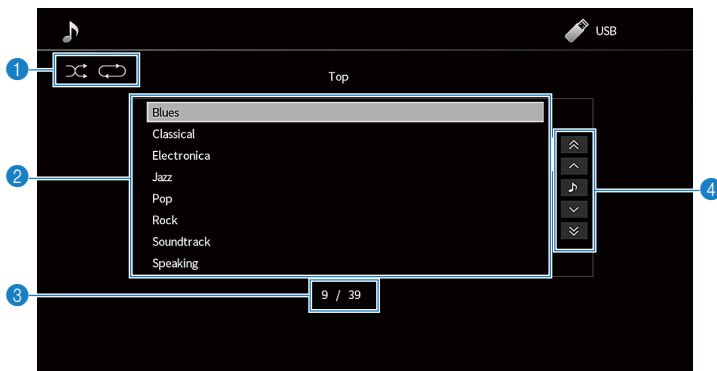 USB
1
Top
Blues
Classical
Electronica
Jazz
Pop
Rock
Soundtrack
Speaking
2
4
3
9 / 39